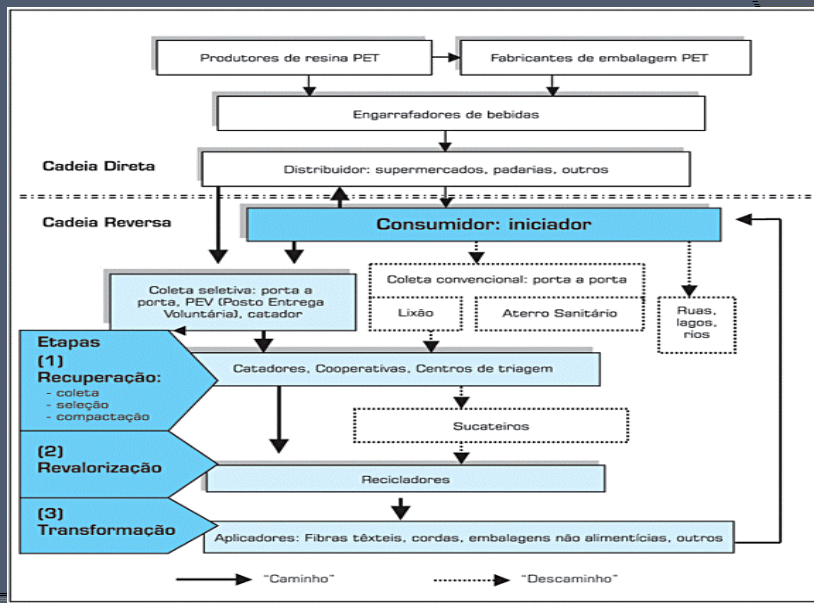 Produtores de resina PET
Fabricantes de embalagem PET
Engarrafadores de bebidas
Cadeia Direta
Distribuidor: supermercados, padarias, outros
Cadeia Reversa
Consumidor: iniciador
Coleta seletiva: porta a
porta, PEV (Posto Entrega
Voluntária), catador
Coleta convencional: porta a porta
Lixão
Aterro Sanitário
Ruas,
lagos,
rios
Etapas
(1)
Recuperação:
- coleta
- seleção
- compactação
Catadores, Cooperativas, Centros de triagem
Sucateiros
(2)
Revalorização
Recicladores
(3)
Transformação
Aplicadores: Fibras têxteis, cordas, embalagens não alimentícias, outros
"Caminho"
"Descaminho"